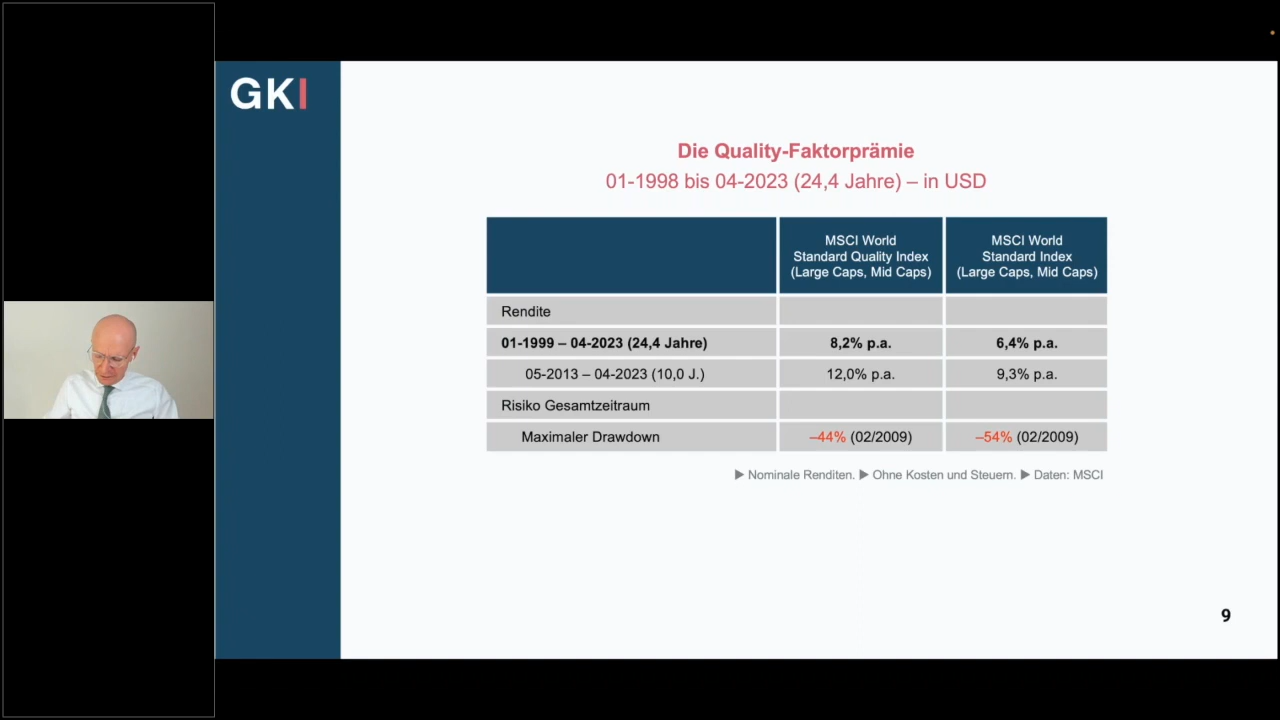 GKI
Die Quality-Faktorprämie
01-1998 bis 04-2023 (24,4 Jahre) – in USD
MSCI World
Standard Quality Index
(Large Caps, Mid Caps)
MSCI World
Standard Index
(Large Caps, Mid Caps)
Rendite
01-1999 – 04-2023 (24,4 Jahre) 8,2% p.a. 6,4% p.a.
05-2013 – 04-2023 (10,0 J.) 12,0% p.a. 9,3% p.a.
Risiko Gesamtzeitraum
Maximaler Drawdown –44% (02/2009) –54% (02/2009)
▶ Nominale Renditen. ▶ Ohne Kosten und Steuern. ▶ Daten: MSCI
9